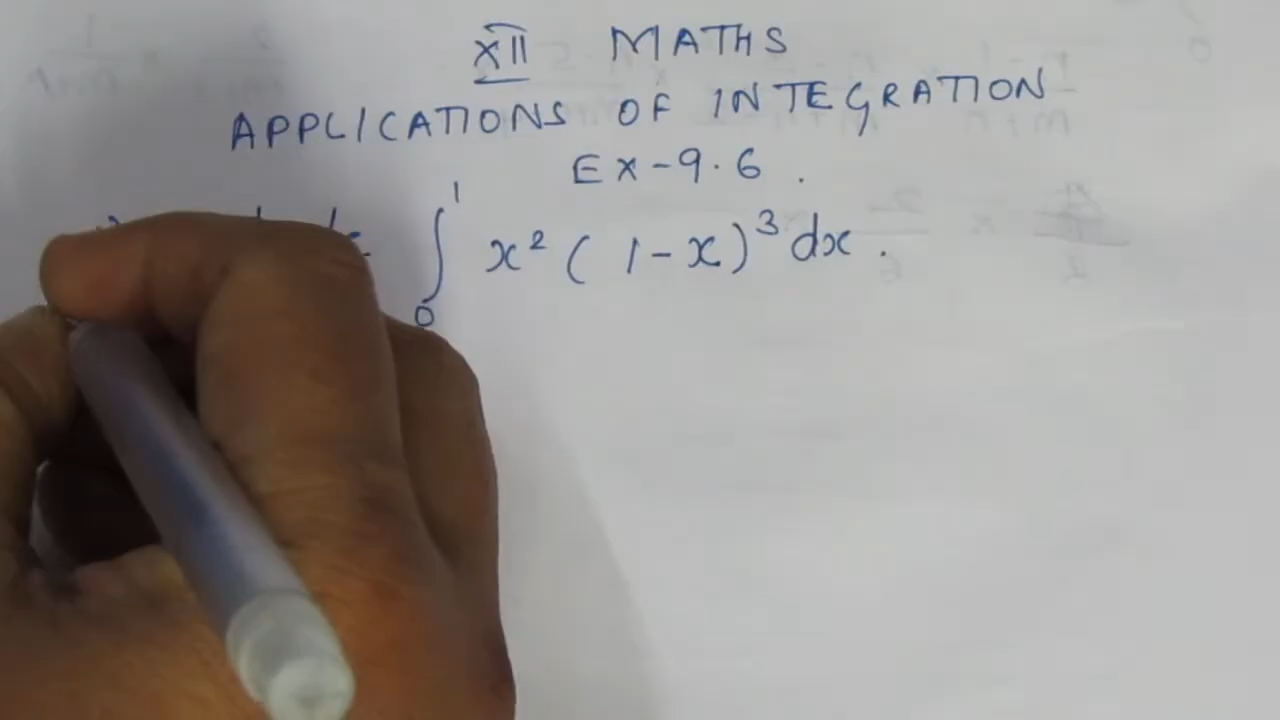 XII MATHS
APPLICATIONS OF INTEGRATION
Ex-9.6.
∫₀¹ x² (1-x)³ dx.